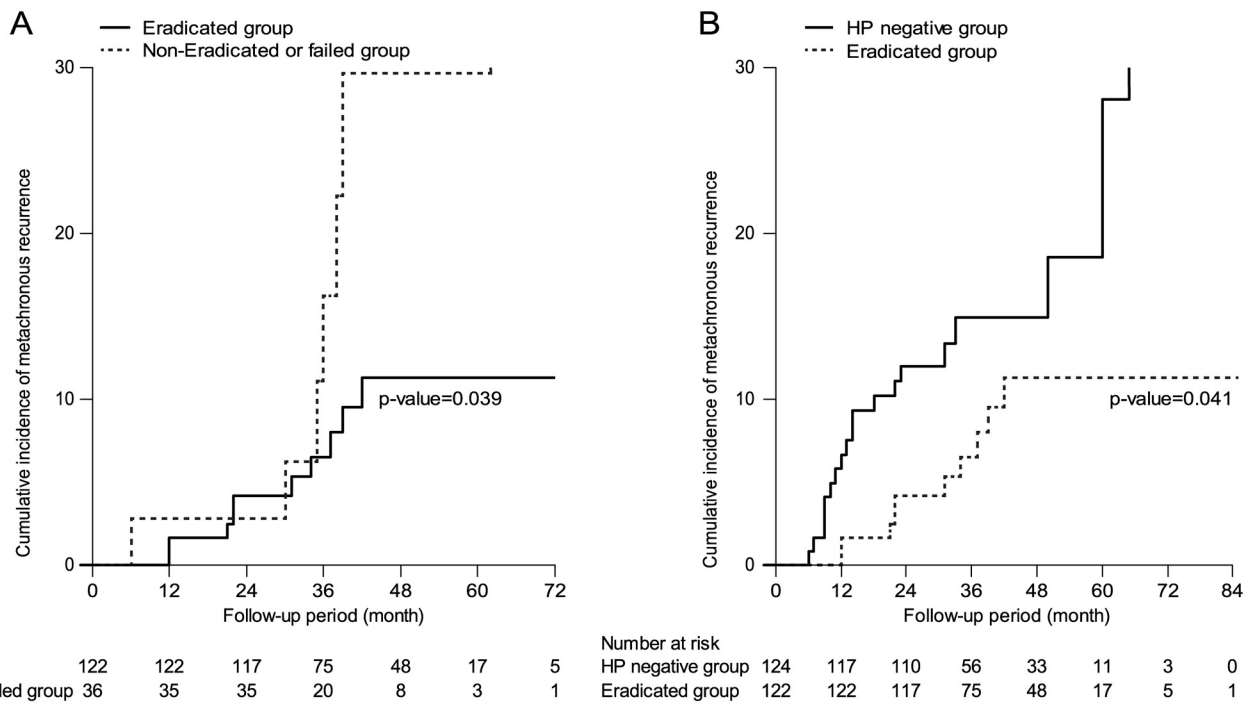 A
Eradicated group
Non-Eradicated or failed group
30
20
10
0
Cumulative incidence of metachronous recurrence
p-value=0.039
0 12 24 36 48 60 72
Follow-up period (month)
122 122 117 75 48 17 5
led group 36 35 35 20 8 3 1
B
HP negative group
Eradicated group
30
20
10
0
Cumulative incidence of metachronous recurrence
p-value=0.041
0 12 24 36 48 60 72 84
Follow-up period (month)
Number at risk
HP negative group 124 117 110 56 33 11 3 0
Eradicated group 122 122 117 75 48 17 5 1